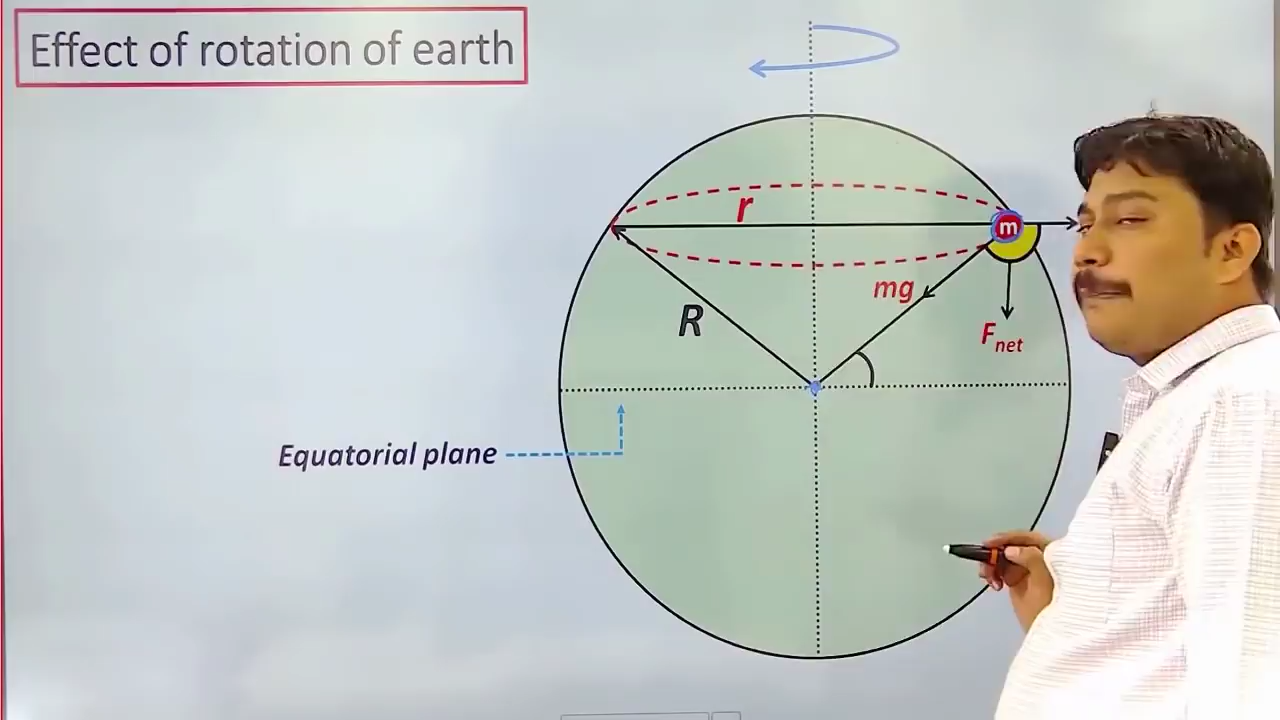 Effect of rotation of earth
r
m
mg
R
F_net
Equatorial plane